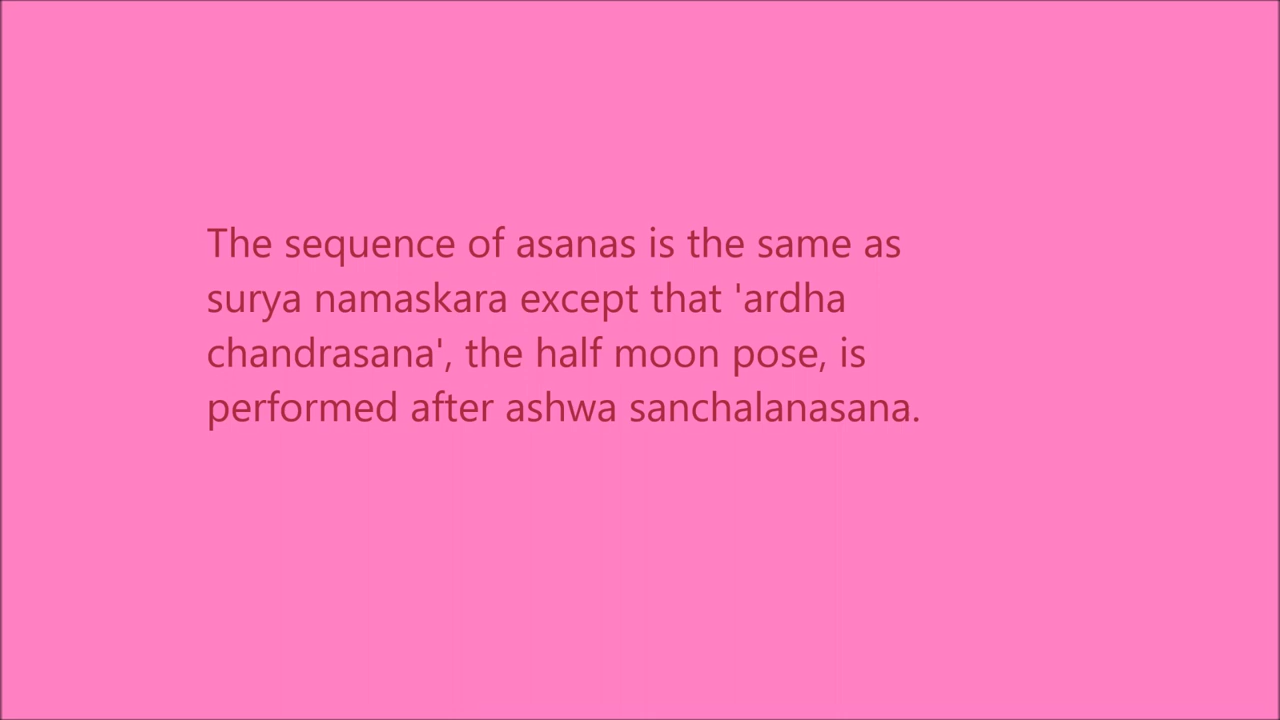 The sequence of asanas is the same as
surya namaskara except that 'ardha
chandrasana', the half moon pose, is
performed after ashwa sanchalanasana.